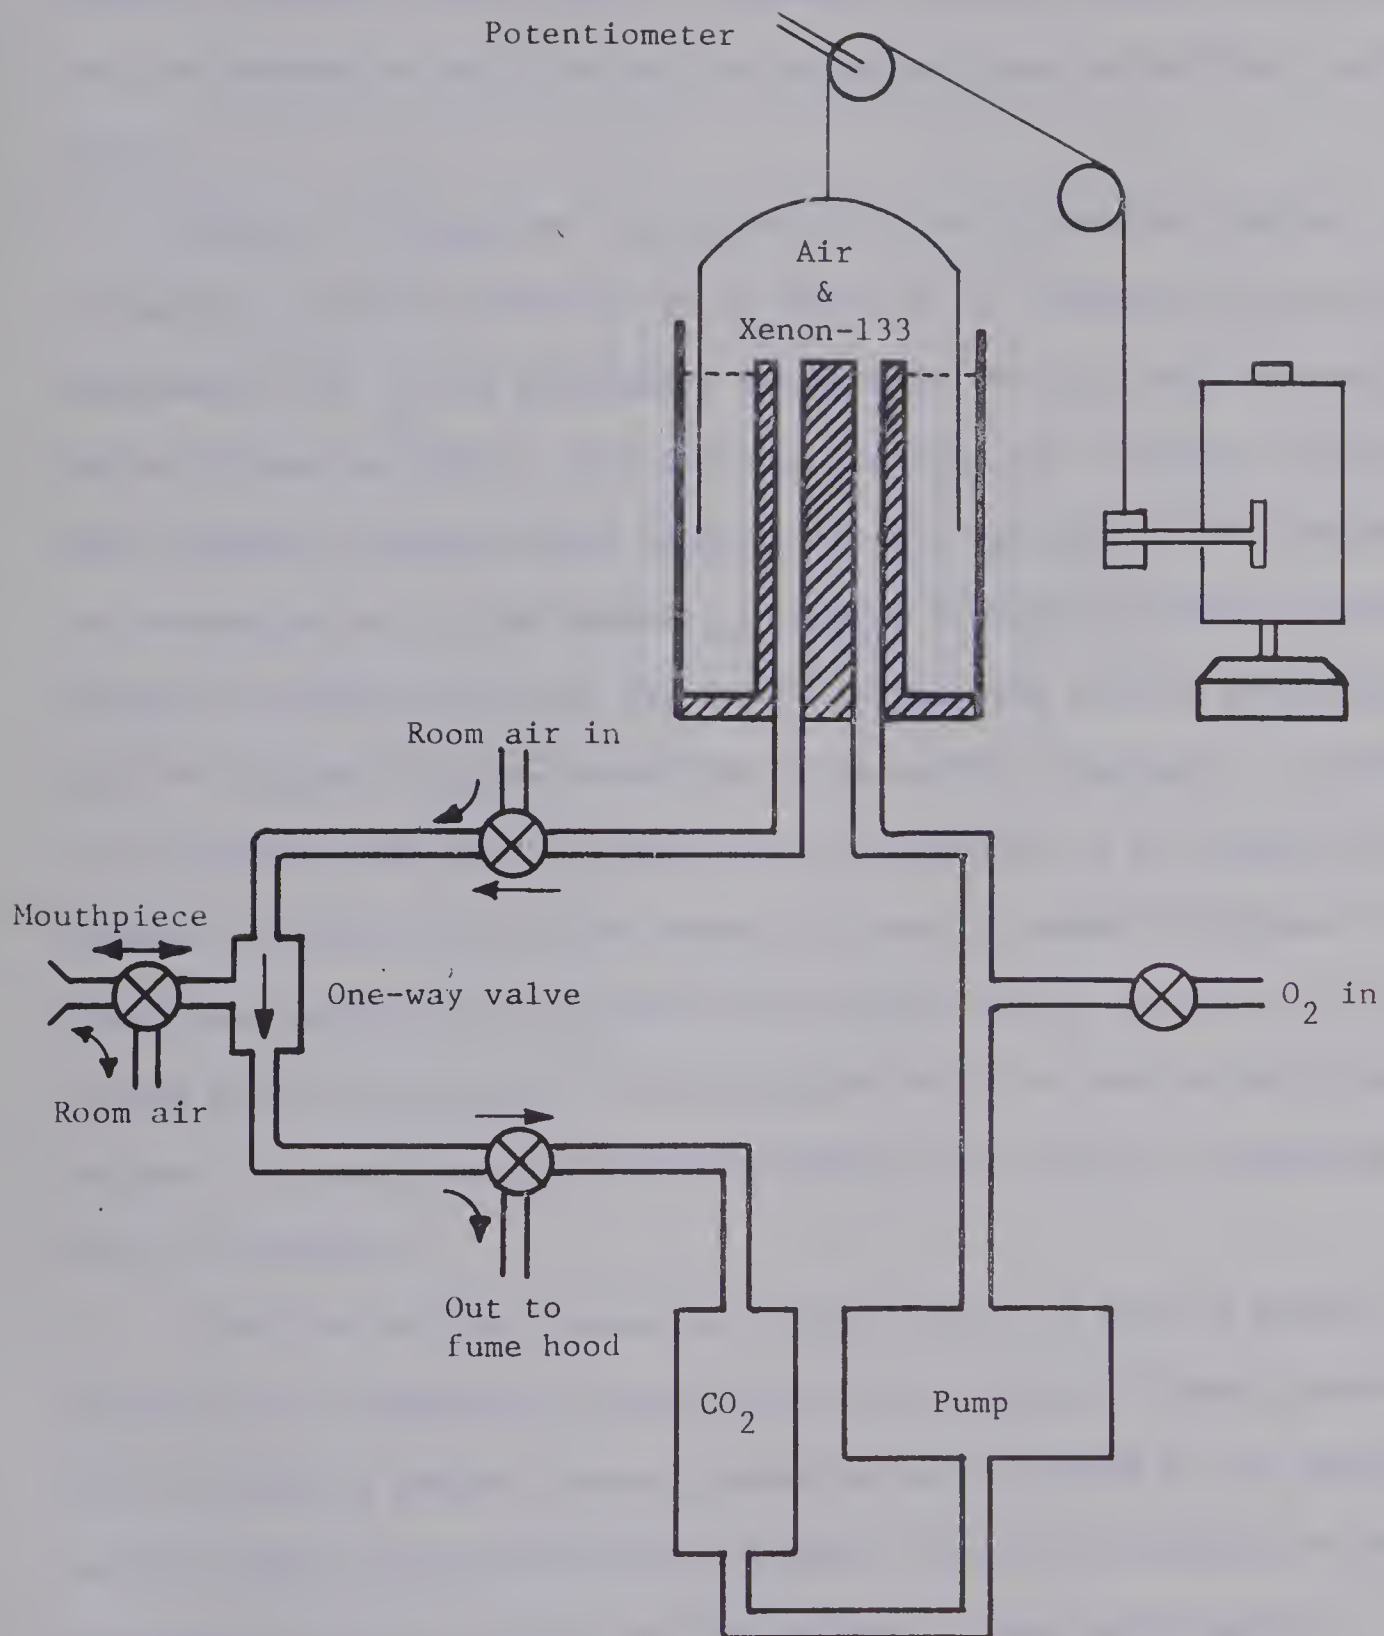 Potentiometer
Air
&
Xenon-133
Room air in
Mouthpiece
One-way valve
O₂ in
Room air
Out to
fume hood
CO₂
Pump